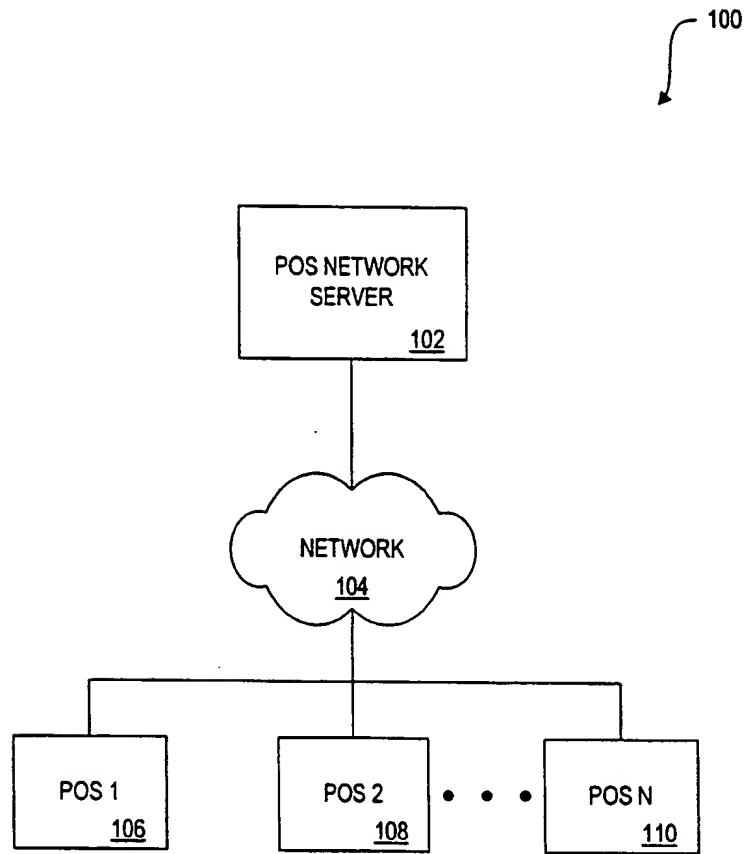 100
POS NETWORK
SERVER
102
NETWORK
104
POS 1
106
POS 2
108
POS N
110